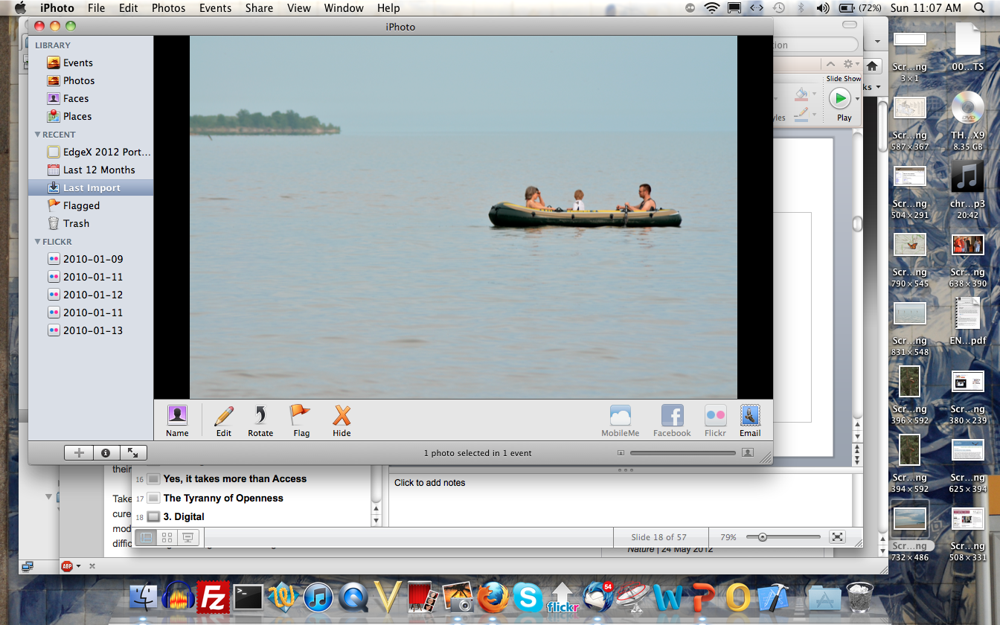 iPhoto File Edit Photos Events Share View Window Help (72%) Sun 11:07 AM
iPhoto
LIBRARY
Events
Photos
Faces
Places
RECENT
EdgeX 2012 Port...
Last 12 Months
Last Import
Flagged
Trash
FLICKR
2010-01-09
2010-01-11
2010-01-12
2010-01-11
2010-01-13
Name Edit Rotate Flag Hide MobileMe Facebook Flickr Email
1 photo selected in 1 event
tion
Slide Show
yles
Play
ks
their
Take
cure
mod
diffic
16 Yes, it takes more than Access
17 The Tyranny of Openness
18 3. Digital
Click to add notes
Slide 18 of 57 79%
Nature | 24 May 2012
ABP
Scr...ng
3 × 1
00...TS
Scr...ng
587 × 367
DVD
TH...X9
8.35 GB
Scr...ng
504 × 291
chr...p3
20:42
Scr...ng
790 × 545
Scr...ng
638 × 390
Scr...ng
831 × 548
EN...pdf
Scr...ng
396 × 592
Scr...ng
380 × 239
Scr...ng
394 × 592
Scr...ng
625 × 394
Scr...ng
732 × 486
Scr...ng
508 × 331
Fz
flickr
54